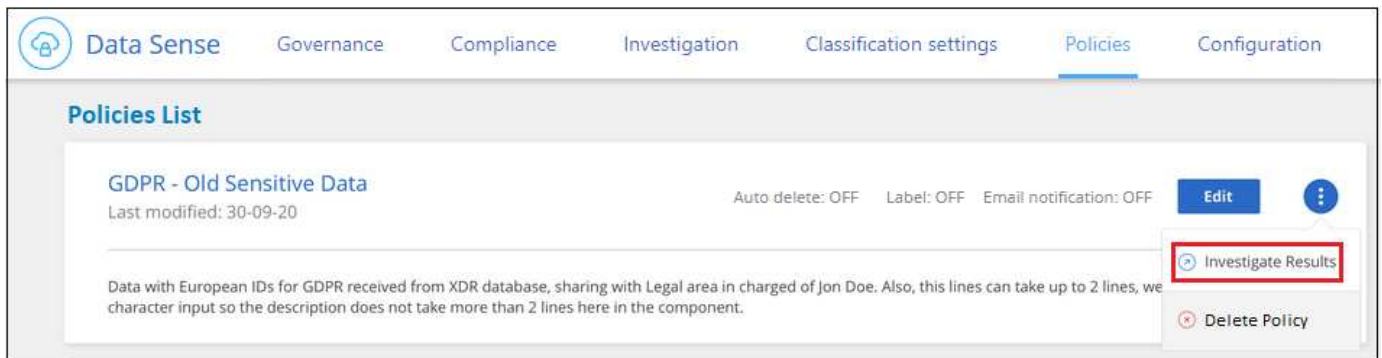 Data Sense Governance Compliance Investigation Classification settings Policies Configuration
Policies List
GDPR - Old Sensitive Data
Last modified: 30-09-20
Auto delete: OFF Label: OFF Email notification: OFF Edit
Investigate Results
Data with European IDs for GDPR received from XDR database, sharing with Legal area in charged of Jon Doe. Also, this lines can take up to 2 lines, we
character input so the description does not take more than 2 lines here in the component.
Delete Policy